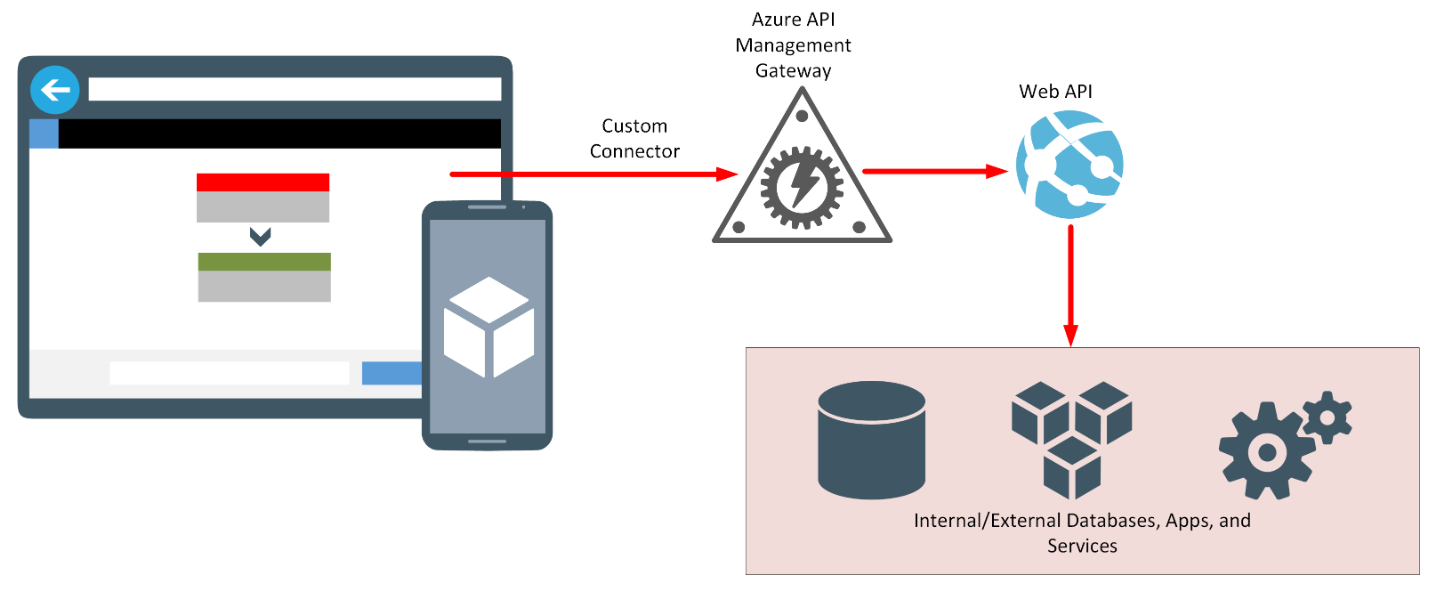 Azure API
Management
Gateway
Web API
Custom
Connector
Internal/External Databases, Apps, and
Services